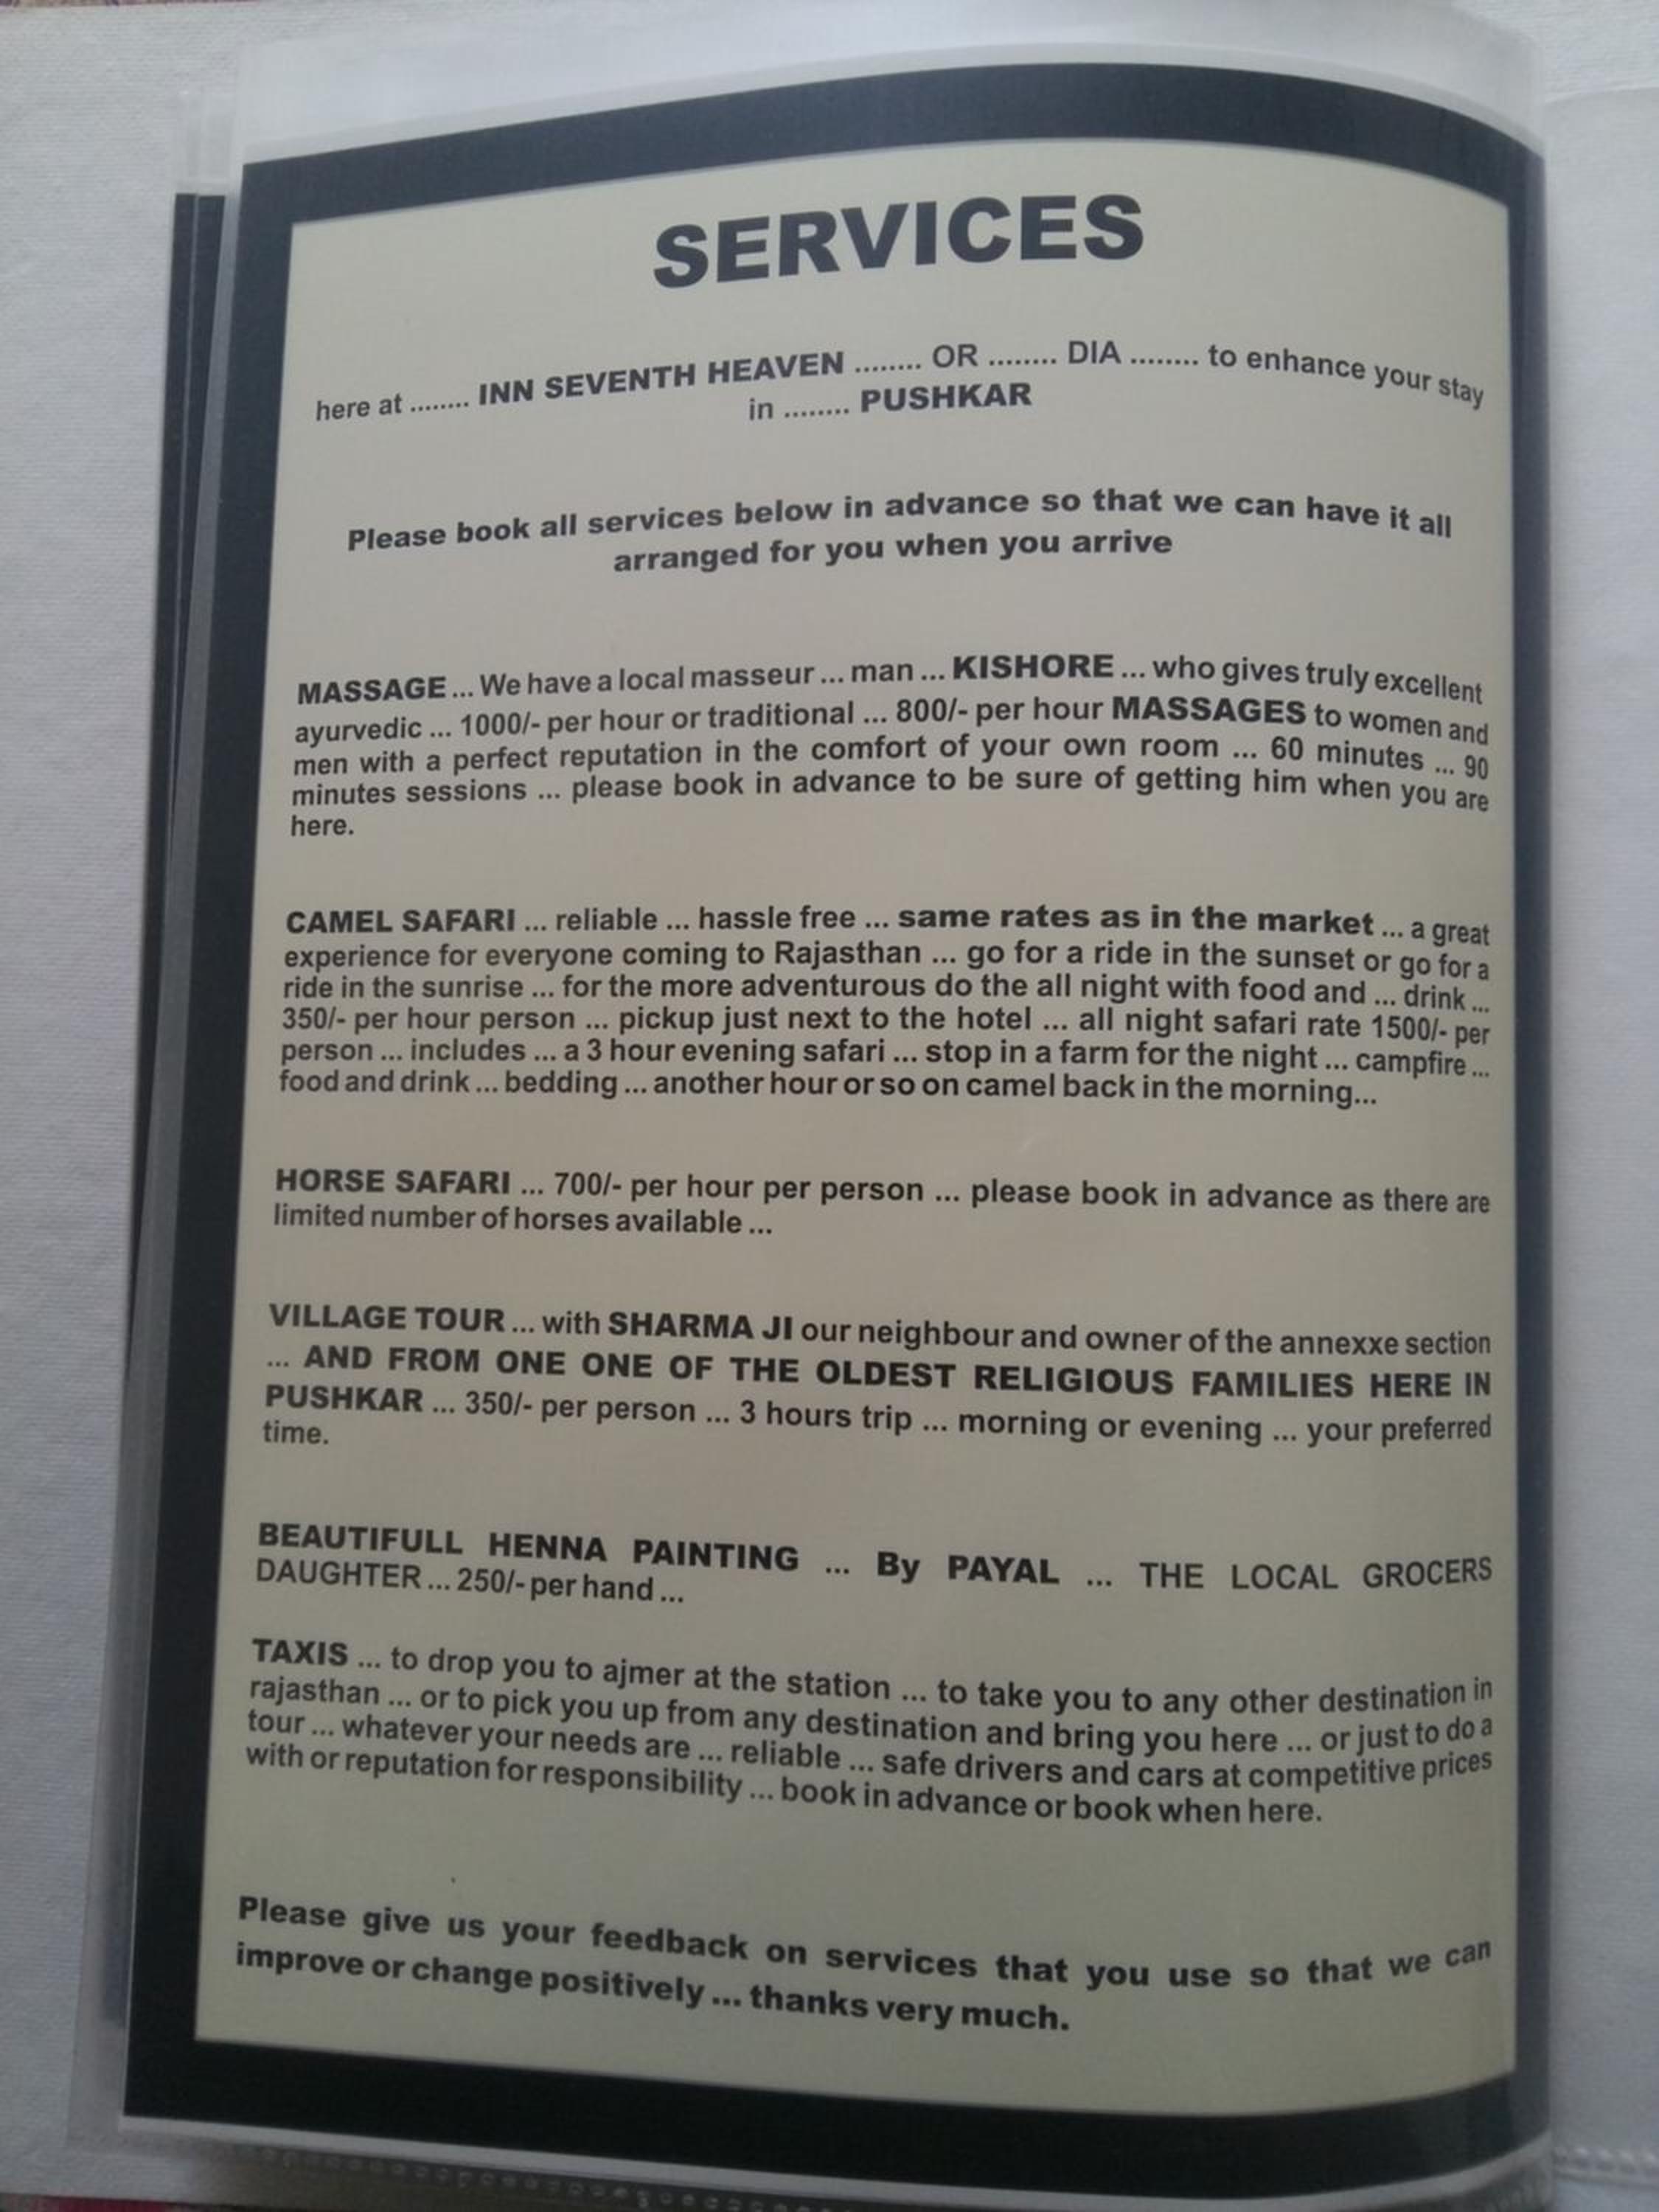 SERVICES
here at ........ INN SEVENTH HEAVEN ........ OR ........ DIA ........ to enhance your stay
in ........ PUSHKAR
Please book all services below in advance so that we can have it all
arranged for you when you arrive
MASSAGE ... We have a local masseur ... man ... KISHORE ... who gives truly excellent
ayurvedic ... 1000/- per hour or traditional ... 800/- per hour MASSAGES to women and
men with a perfect reputation in the comfort of your own room ... 60 minutes ... 90
minutes sessions ... please book in advance to be sure of getting him when you are
here.
CAMEL SAFARI ... reliable ... hassle free ... same rates as in the market ... a great
experience for everyone coming to Rajasthan ... go for a ride in the sunset or go for a
ride in the sunrise ... for the more adventurous do the all night with food and ... drink ...
350/- per hour person ... pickup just next to the hotel ... all night safari rate 1500/- per
person ... includes ... a 3 hour evening safari ... stop in a farm for the night ... campfire ...
food and drink ... bedding ... another hour or so on camel back in the morning...
HORSE SAFARI ... 700/- per hour per person ... please book in advance as there are
limited number of horses available ...
VILLAGE TOUR ... with SHARMA JI our neighbour and owner of the annexxe section
... AND FROM ONE ONE OF THE OLDEST RELIGIOUS FAMILIES HERE IN
PUSHKAR ... 350/- per person ... 3 hours trip ... morning or evening ... your preferred
time.
BEAUTIFULL HENNA PAINTING ... By PAYAL ... THE LOCAL GROCERS
DAUGHTER ... 250/- per hand ...
TAXIS ... to drop you to ajmer at the station ... to take you to any other destination in
rajasthan ... or to pick you up from any destination and bring you here ... or just to do a
tour ... whatever your needs are ... reliable ... safe drivers and cars at competitive prices
with or reputation for responsibility ... book in advance or book when here.
Please give us your feedback on services that you use so that we can
improve or change positively ... thanks very much.